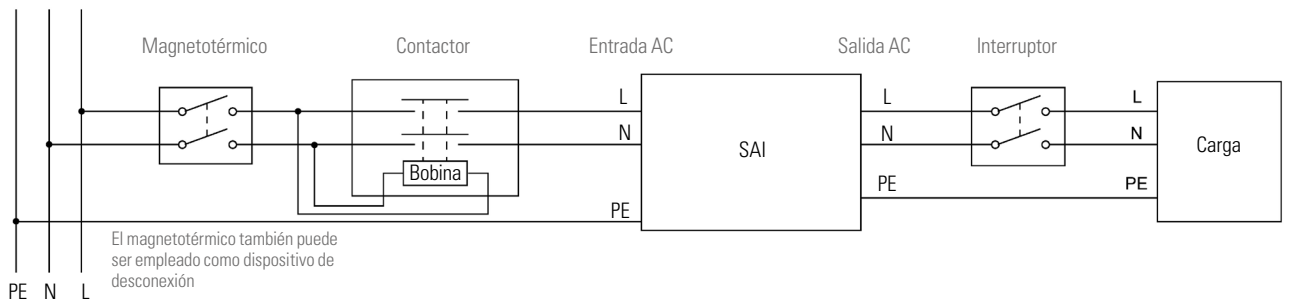 Magnetotérmico
Contactor
Entrada AC
Salida AC
Interruptor
L
L
L
N
N
N
SAI
Carga
Bobina
PE
PE
PE
El magnetotérmico también puede
ser empleado como dispositivo de
desconexión
PE N L